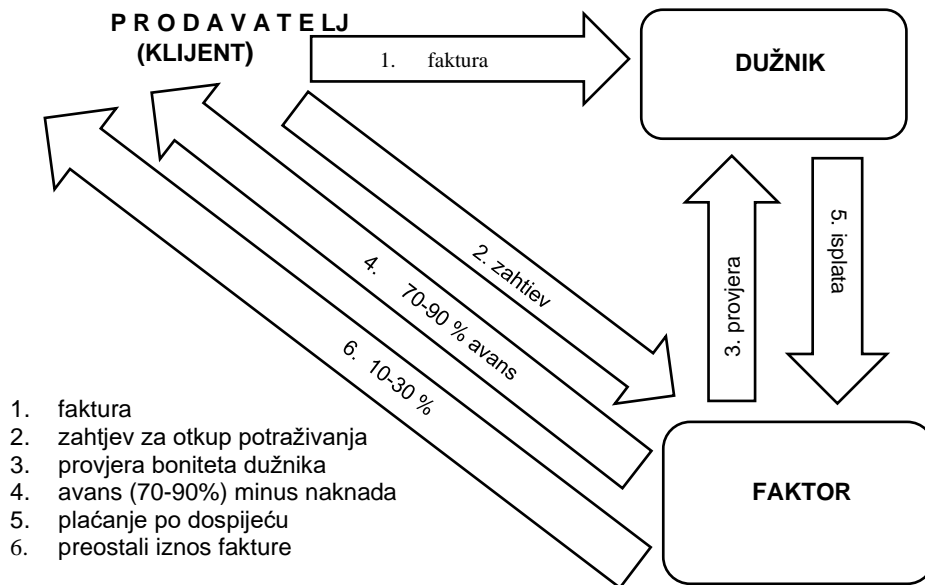 P R O D A V A T E LJ
(KLIJENT)
1. faktura
DUŽNIK
2. zahtiev
4. 70-90 % avans
6. 10-30 %
3. provjera
5. isplata
FAKTOR
1. faktura
2. zahtjev za otkup potraživanja
3. provjera boniteta dužnika
4. avans (70-90%) minus naknada
5. plaćanje po dospijeću
6. preostali iznos fakture